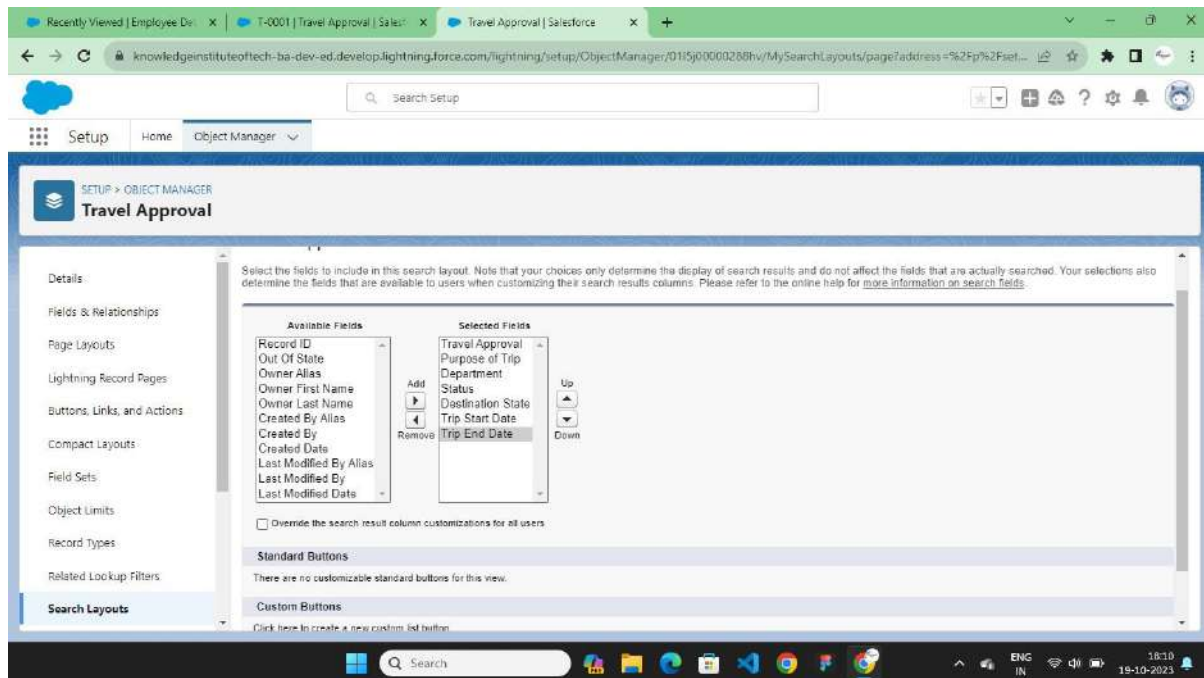 Recently Viewed | Employee De
T-0001 | Travel Approval | Sales
Travel Approval | Salesforce
knowledgeinstituteoftech-ba-dev-ed.develop.lightning.force.com/lightning/setup/ObjectManager/
Search Setup
Setup
Home
Object Manager
SETUP > OBJECT MANAGER
Travel Approval
Details
Fields & Relationships
Page Layouts
Lightning Record Pages
Buttons, Links, and Actions
Compact Layouts
Field Sets
Object Limits
Record Types
Related Lookup Filters
Search Layouts
Select the fields to include in this search layout. Note that your choices only determine the display of search results and do not affect the fields that are actually searched. Your selections also
determine the fields that are available to users when customizing their search results columns. Please refer to the online help for more information on search fields.
Available Fields
Record ID
Out Of State
Owner Alias
Owner First Name
Owner Last Name
Created By Alias
Created By
Created Date
Last Modified By Alias
Last Modified By
Last Modified Date
Add
Remove
Selected Fields
Travel Approval
Purpose of Trip
Department
Status
Destination State
Trip Start Date
Trip End Date
Up
Down
Override the search result column customizations for all users
Standard Buttons
There are no customizable standard buttons for this view.
Custom Buttons
Click here to create a new custom list button
Search
ENG
IN
18:10
19-10-2023